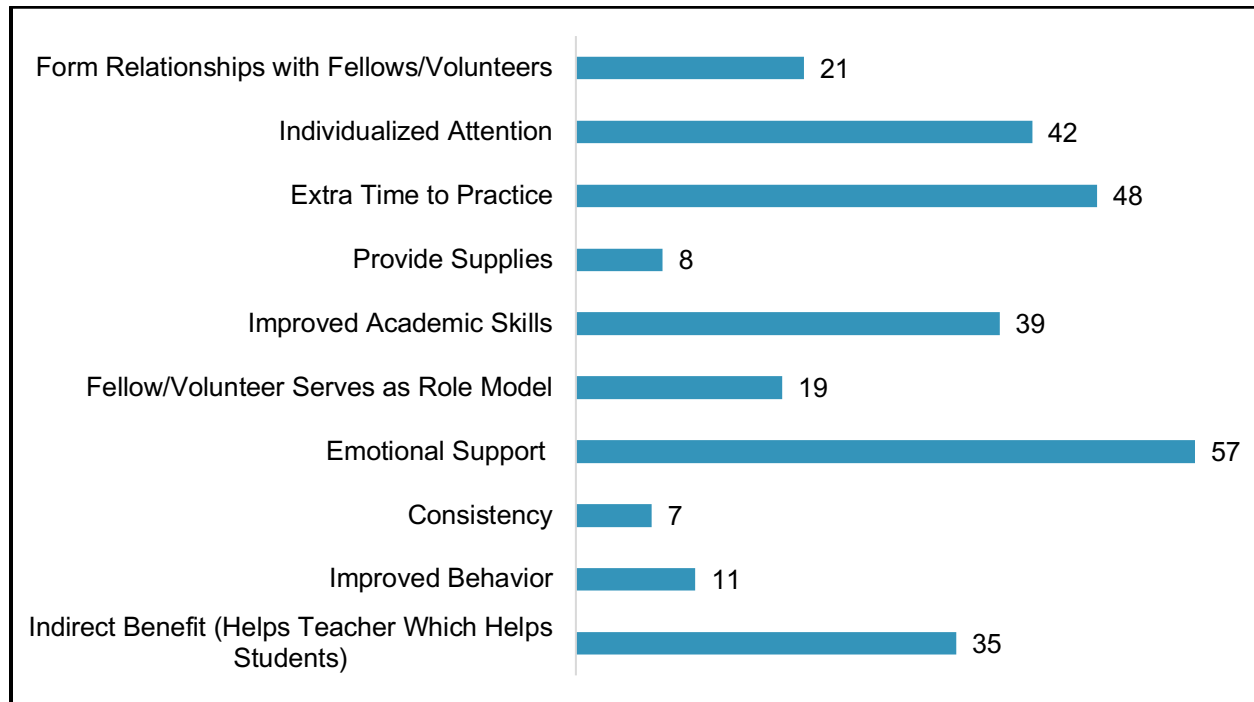 Form Relationships with Fellows/Volunteers 21
Individualized Attention 42
Extra Time to Practice 48
Provide Supplies 8
Improved Academic Skills 39
Fellow/Volunteer Serves as Role Model 19
Emotional Support 57
Consistency 7
Improved Behavior 11
Indirect Benefit (Helps Teacher Which Helps
Students) 35